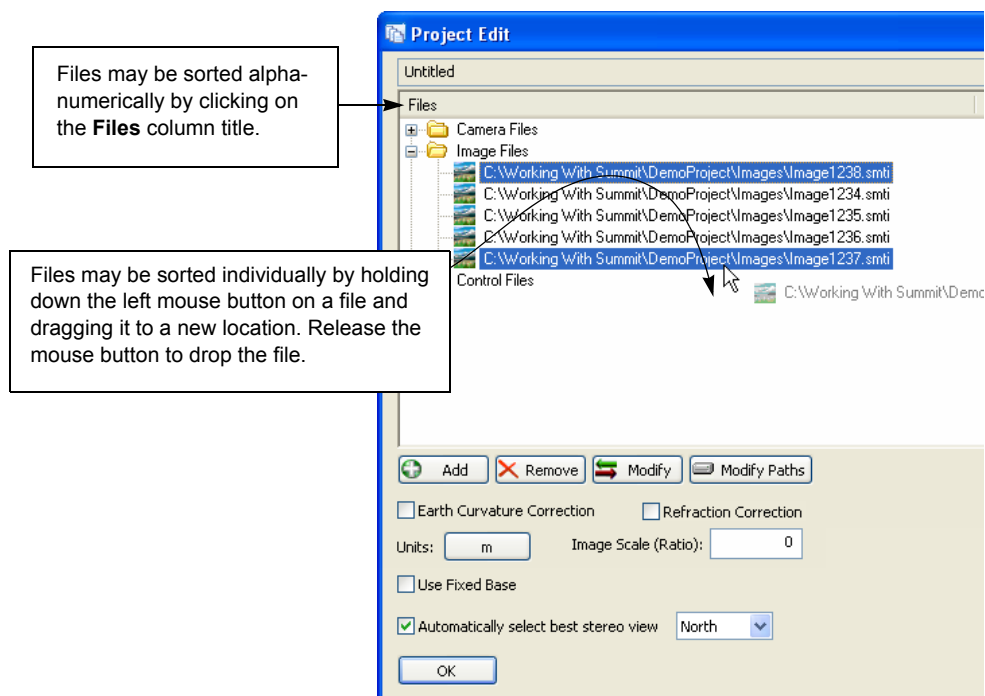 Project Edit
Untitled
Files may be sorted alpha-
numerically by clicking on
the Files column title.
Files
Camera Files
Image Files
C:\Working With Summit\DemoProject\Images\Image1238.smti
C:\Working With Summit\DemoProject\Images\Image1234.smti
C:\Working With Summit\DemoProject\Images\Image1235.smti
C:\Working With Summit\DemoProject\Images\Image1236.smti
C:\Working With Summit\DemoProject\Images\Image1237.smti
Control Files
C:\Working With Summit\Demo
Files may be sorted individually by holding
down the left mouse button on a file and
dragging it to a new location. Release the
mouse button to drop the file.
Add Remove Modify Modify Paths
Earth Curvature Correction Refraction Correction
Units: m Image Scale (Ratio): 0
Use Fixed Base
Automatically select best stereo view North
OK